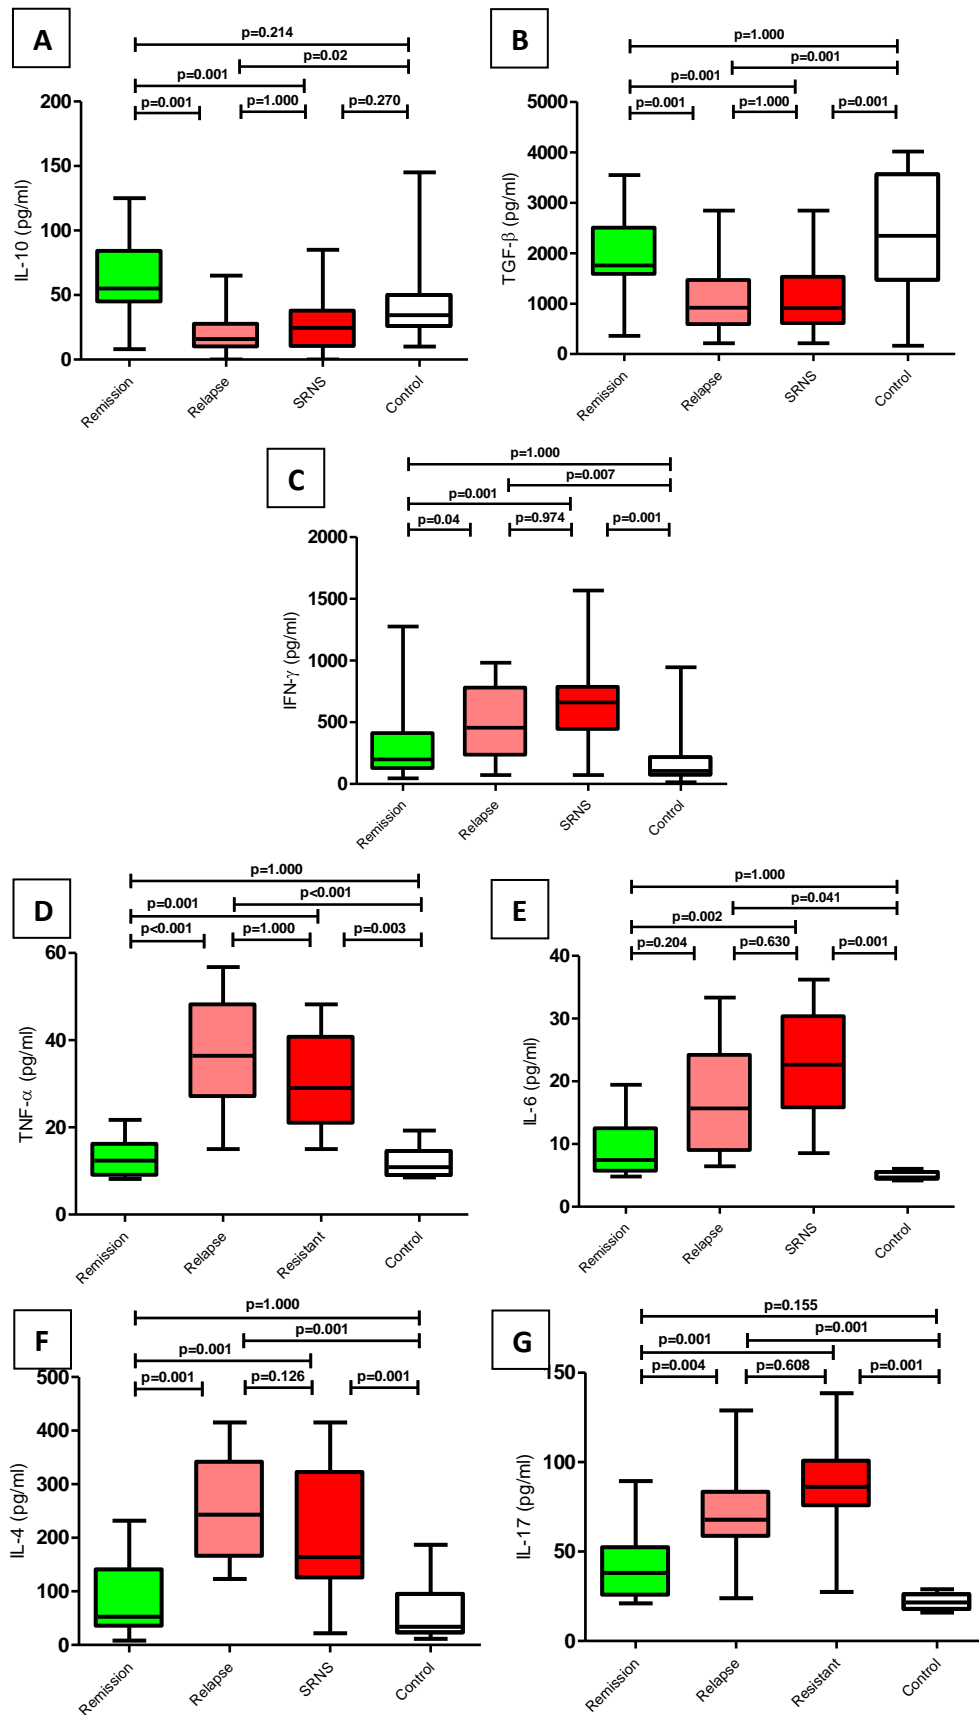 A
p=0.214
p=0.02
p=0.001
p=0.001
p=1.000
p=0.270
200
150
100
50
0
IL-10 (pg/ml)
Remission
Relapse
SRNS
Control
B
p=1.000
p=0.001
p=0.001
p=0.001
p=1.000
p=0.001
5000
4000
3000
2000
1000
0
TGF-β (pg/ml)
Remission
Relapse
SRNS
Control
C
p=1.000
p=0.007
p=0.001
p=0.04
p=0.974
p=0.001
2000
1500
1000
500
0
IFN-γ (pg/ml)
Remission
Relapse
SRNS
Control
D
p=1.000
p<0.001
p=0.001
p<0.001
p=1.000
p=0.003
60
40
20
0
TNF-α (pg/ml)
Remission
Relapse
Resistant
Control
E
p=1.000
p=0.041
p=0.002
p=0.204
p=0.630
p=0.001
40
30
20
10
0
IL-6 (pg/ml)
Remission
Relapse
SRNS
Control
F
p=1.000
p=0.001
p=0.001
p=0.001
p=0.126
p=0.001
500
400
300
200
100
0
IL-4 (pg/ml)
Remission
Relapse
SRNS
Control
G
p=0.155
p=0.001
p=0.001
p=0.004
p=0.608
p=0.001
100
50
0
IL-17 (pg/ml)
Remission
Relapse
Resistant
Control